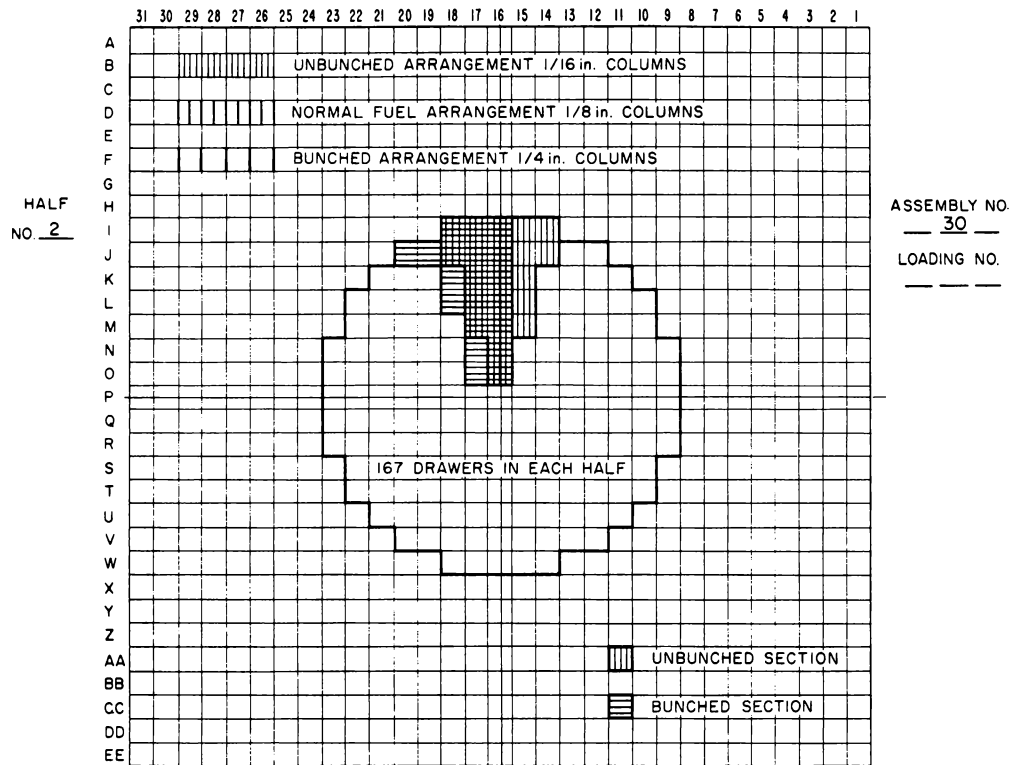 31 30 29 28 27 26 25 24 23 22 21 20 19 18 17 16 15 14 13 12 11 10 9 8 7 6 5 4 3 2 1
A
B UNBUNCHED ARRANGEMENT 1/16 in. COLUMNS
C
D NORMAL FUEL ARRANGEMENT 1/8 in. COLUMNS
E
F BUNCHED ARRANGEMENT 1/4 in. COLUMNS
G
H
HALF
NO. 2
ASSEMBLY NO.
30
LOADING NO.
I
J
K
L
M
N
O
P
Q
R
S 167 DRAWERS IN EACH HALF
T
U
V
W
X
Y
Z
AA UNBUNCHED SECTION
BB
CC BUNCHED SECTION
DD
EE